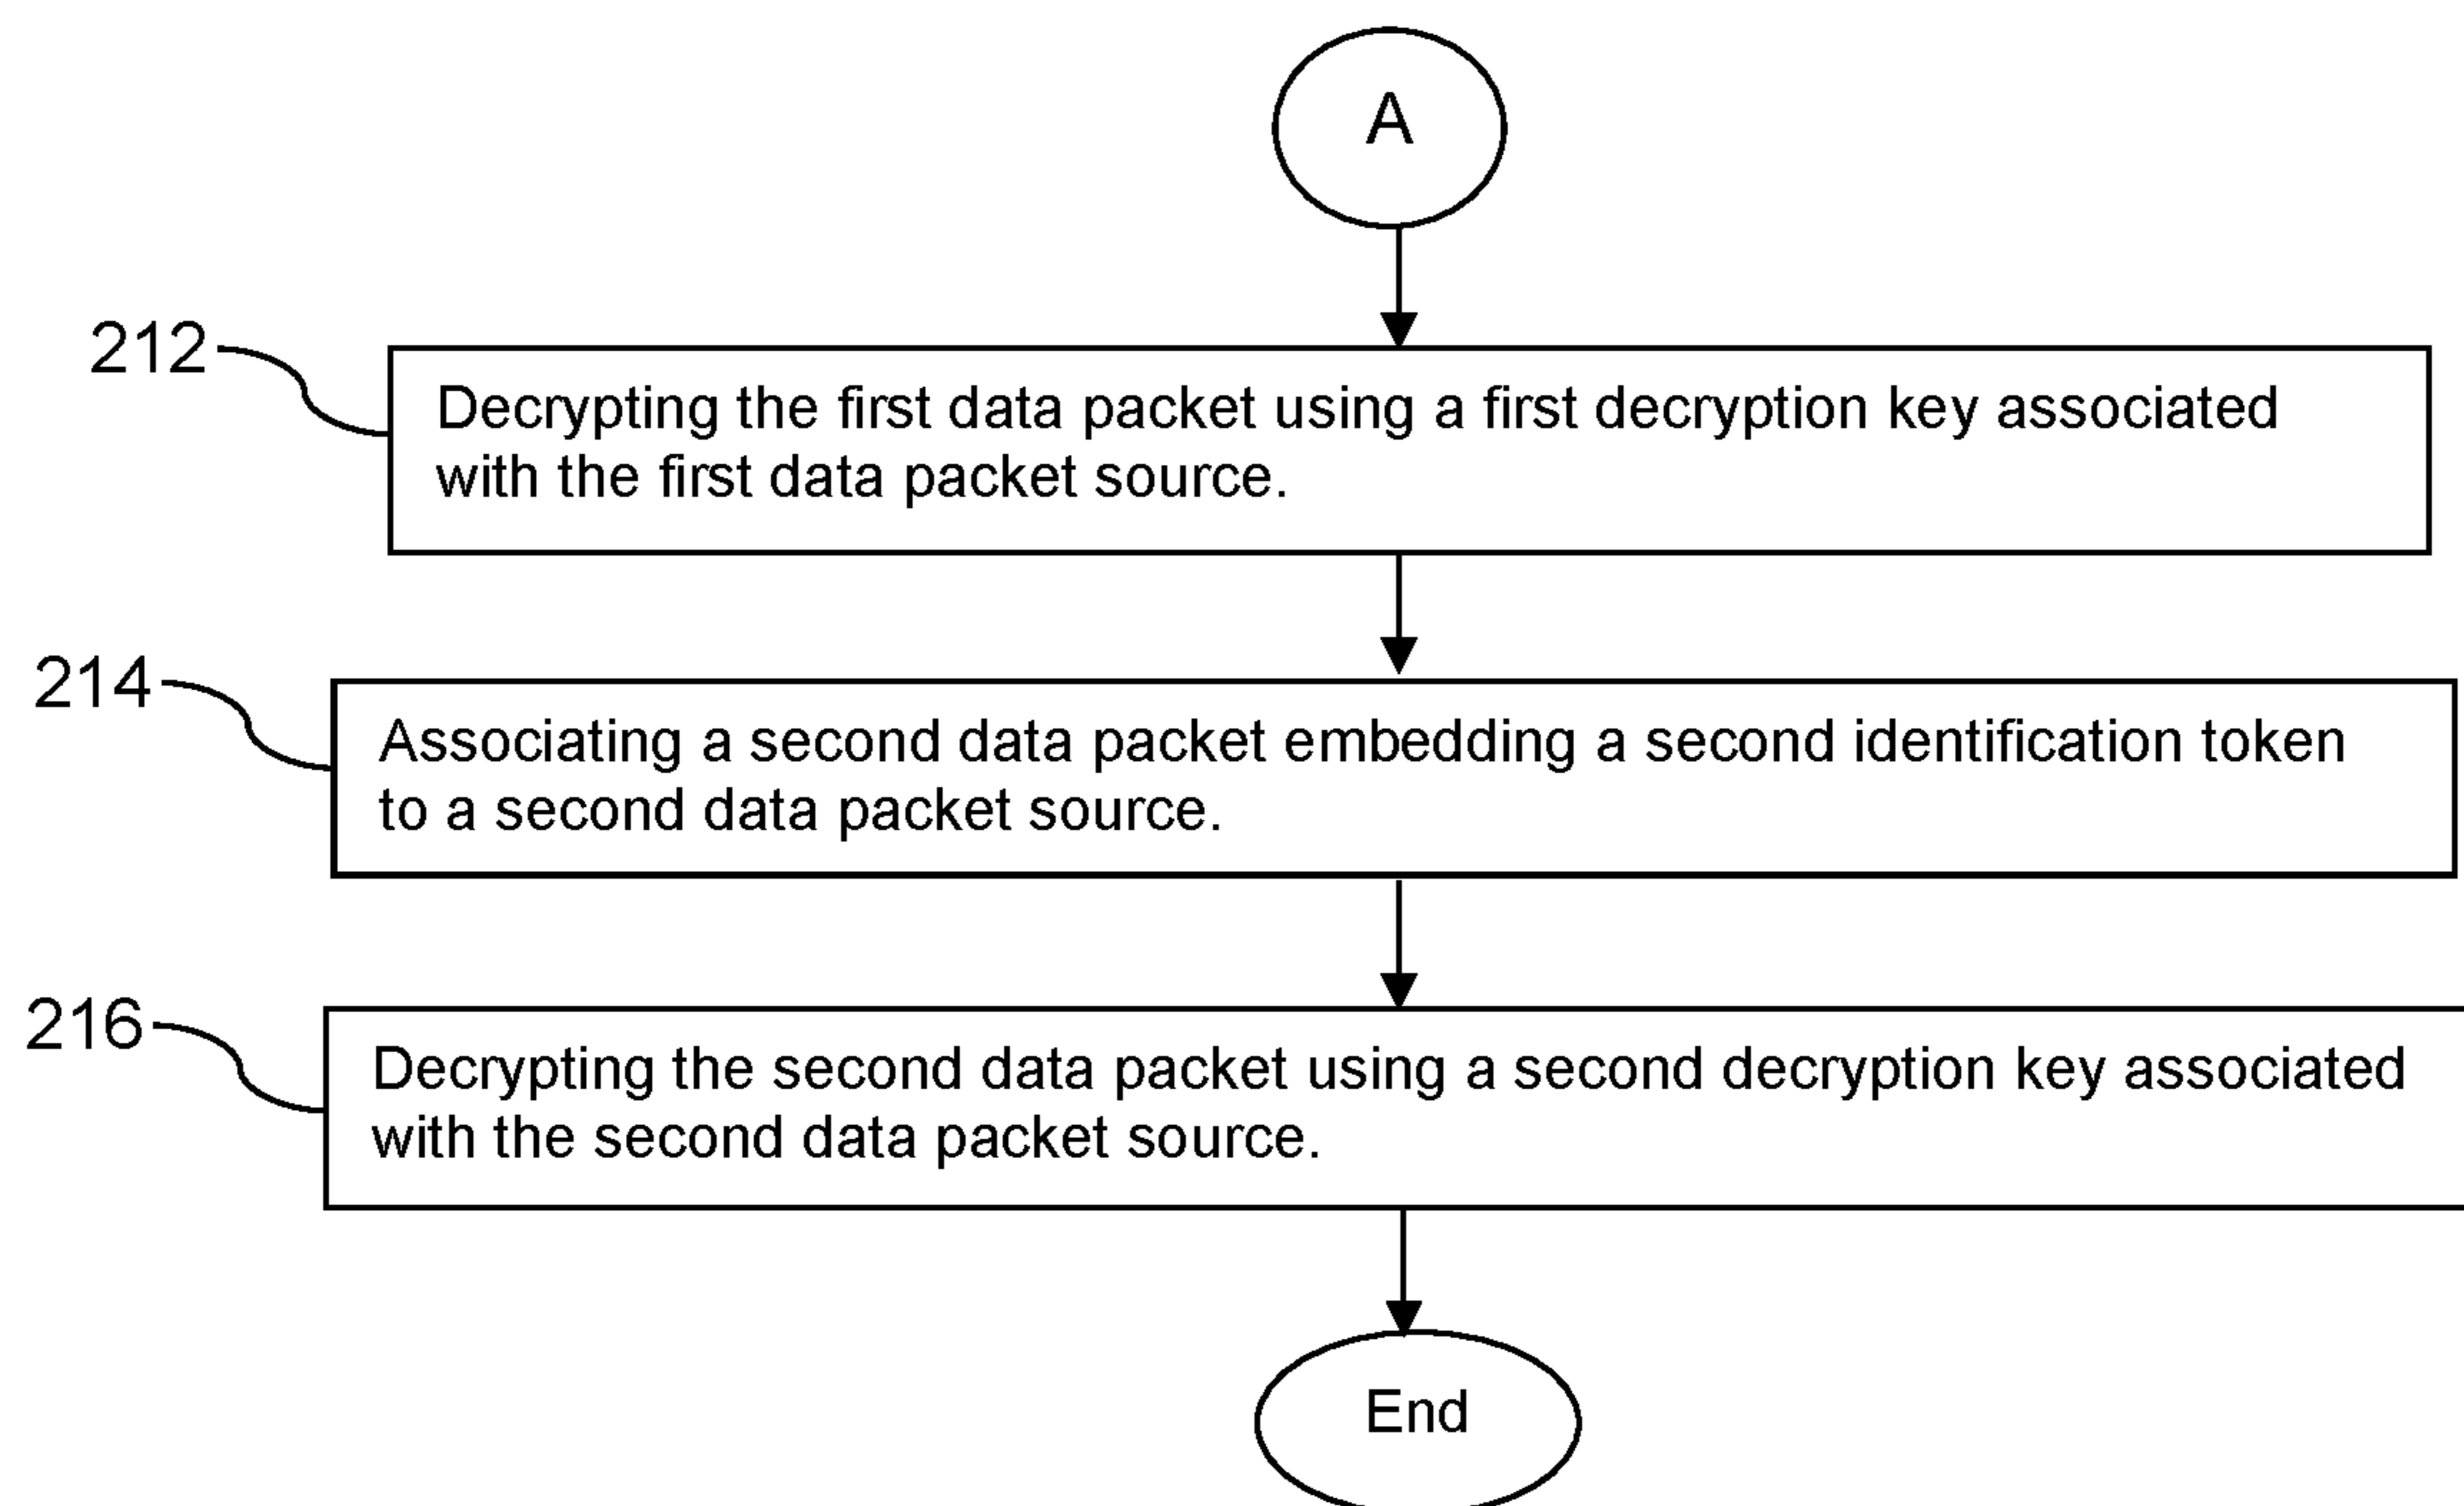 A
212
Decrypting the first data packet using a first decryption key associated
with the first data packet source.
214
Associating a second data packet embedding a second identification token
to a second data packet source.
216
Decrypting the second data packet using a second decryption key associated
with the second data packet source.
End